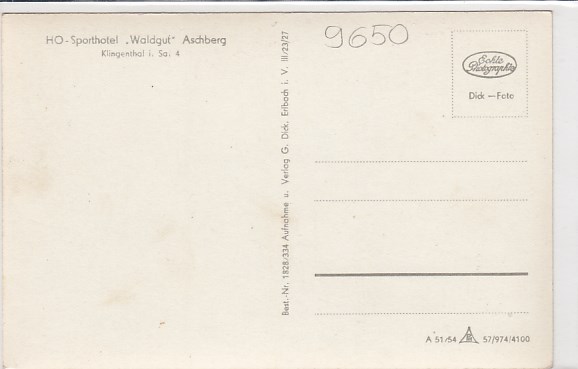 HO-Sporthotel „Waldgut" Aschberg
Klingenthal i. Sa. 4
Best.-Nr. 1828/334 Aufnahme u. Verlag G. Dick, Erlbach i. V. III/23/27
9650
Echte
Photographie
Dick-Foto
A 51/54 57/974/4100